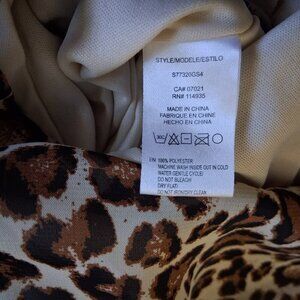 STYLE/MODELE/ESTILO
S77320GS4
CA# 07021
RN# 114935
MADE IN CHINA
FABRIQUE EN CHINE
HECHO EN CHINA
30C
EN 100% POLYESTER
MACHINE WASH INSIDE OUT IN COLD
WATER (GENTLE CYCLE)
DO NOT BLEACH
DRY FLAT/
DO NOT IRON/DRY CLEAN